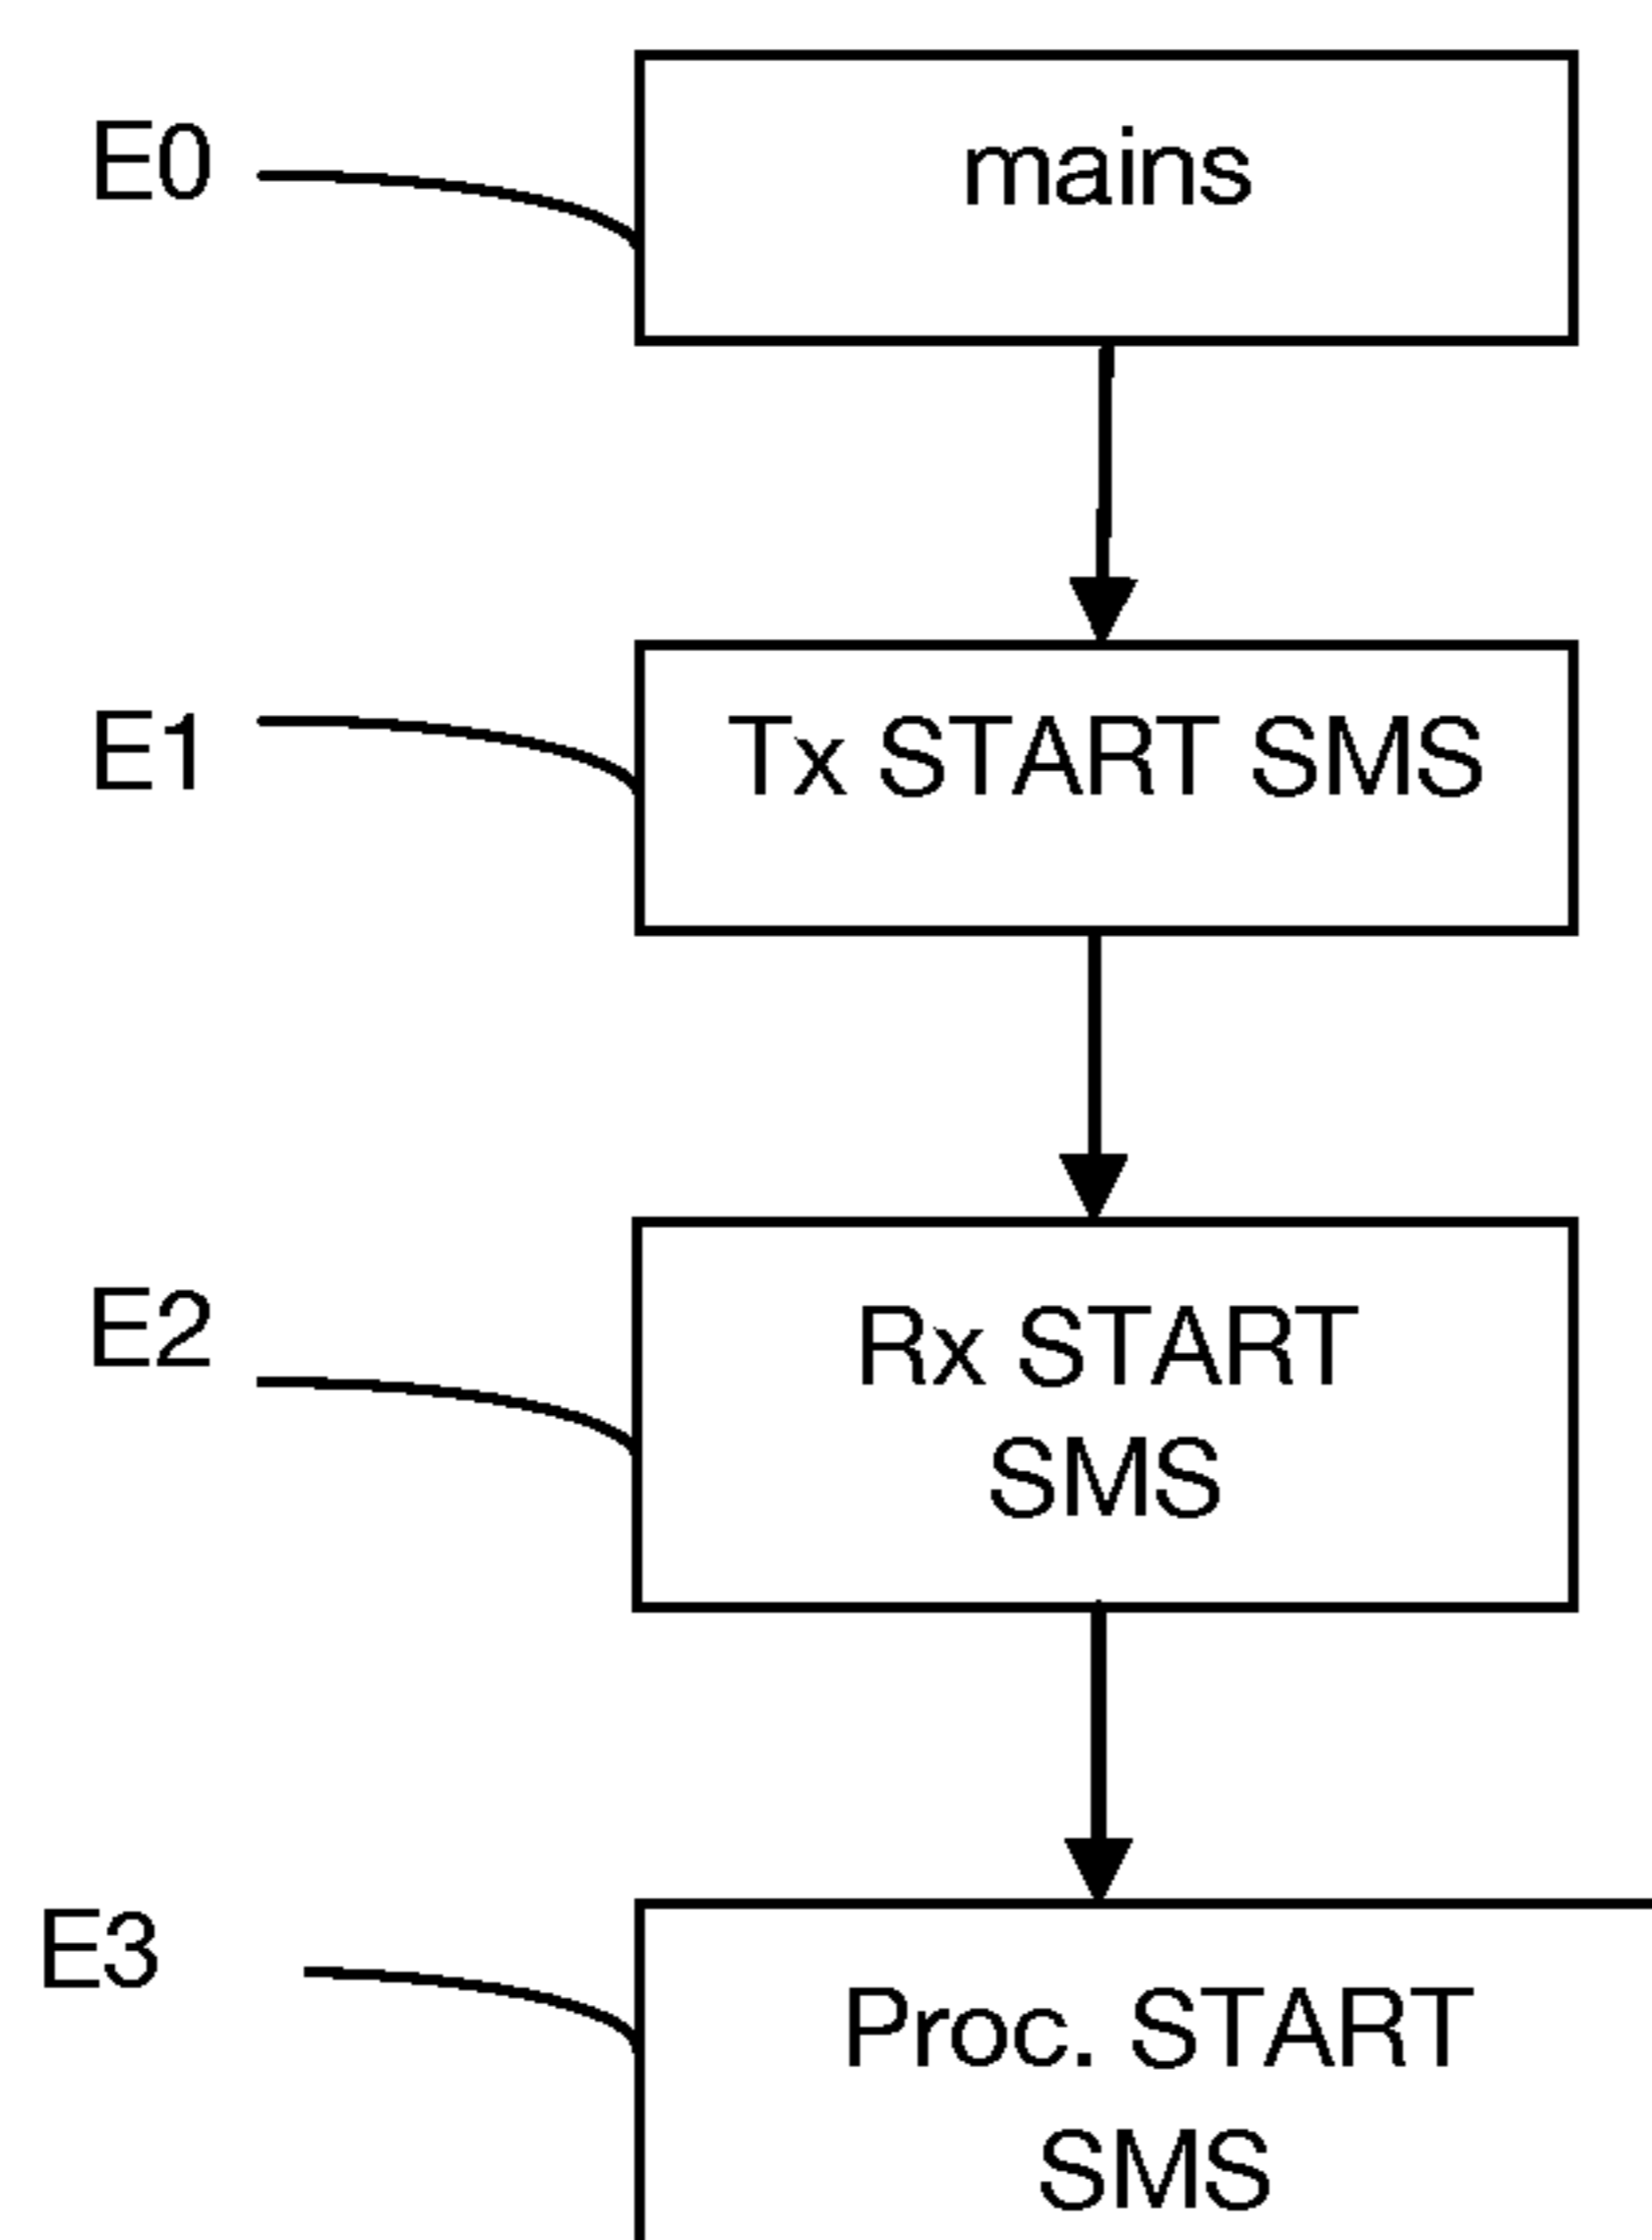 E0
mains
E1
Tx START SMS
E2
Rx START
SMS
E3
Proc. START
SMS